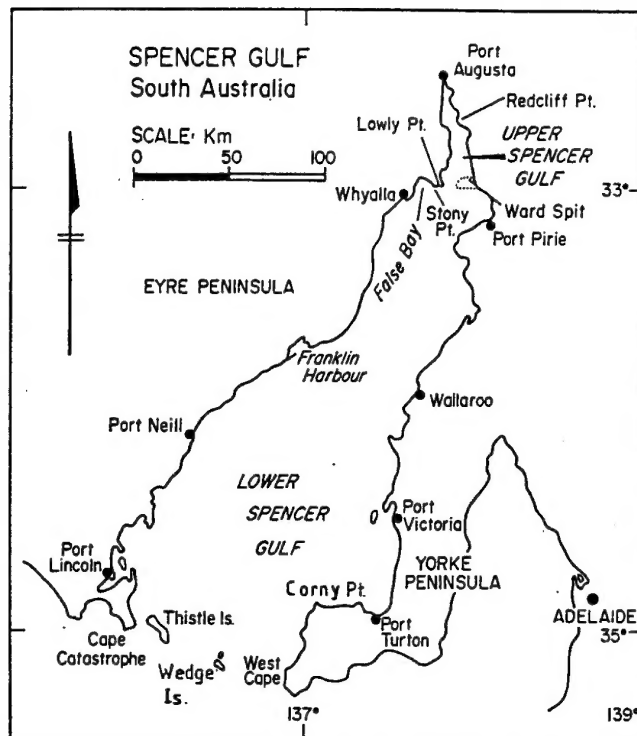 SPENCER GULF
South Australia
SCALE: Km
0 50 100
Port
Augusta
Redcliff Pt.
Lowly Pt.
UPPER
SPENCER
GULF
33°
Whyalla
Stony
Pt.
Ward Spit
Port Pirie
False Bay
EYRE PENINSULA
Franklin
Harbour
Wallaroo
Port Neill
LOWER
SPENCER
GULF
Port
Victoria
Port
Lincoln
YORKE
PENINSULA
Corny Pt.
Thistle Is.
Port
Turton
ADELAIDE
35°
Cape
Catastrophe
Wedge
Is.
West
Cape
137°
139°